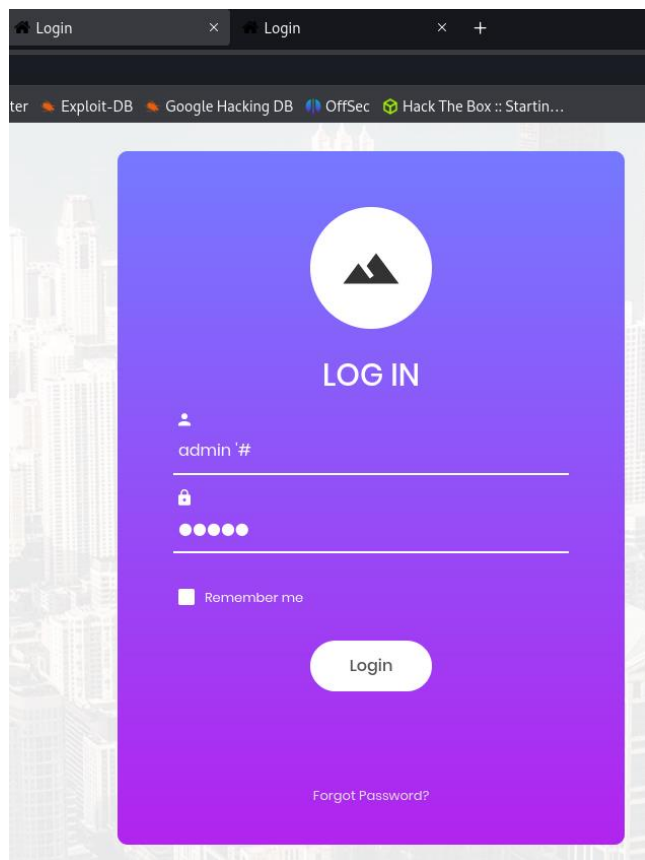 Login × Login × +
ter Exploit-DB Google Hacking DB OffSec Hack The Box :: Startin...
LOG IN
admin '#
Remember me
Login
Forgot Password?